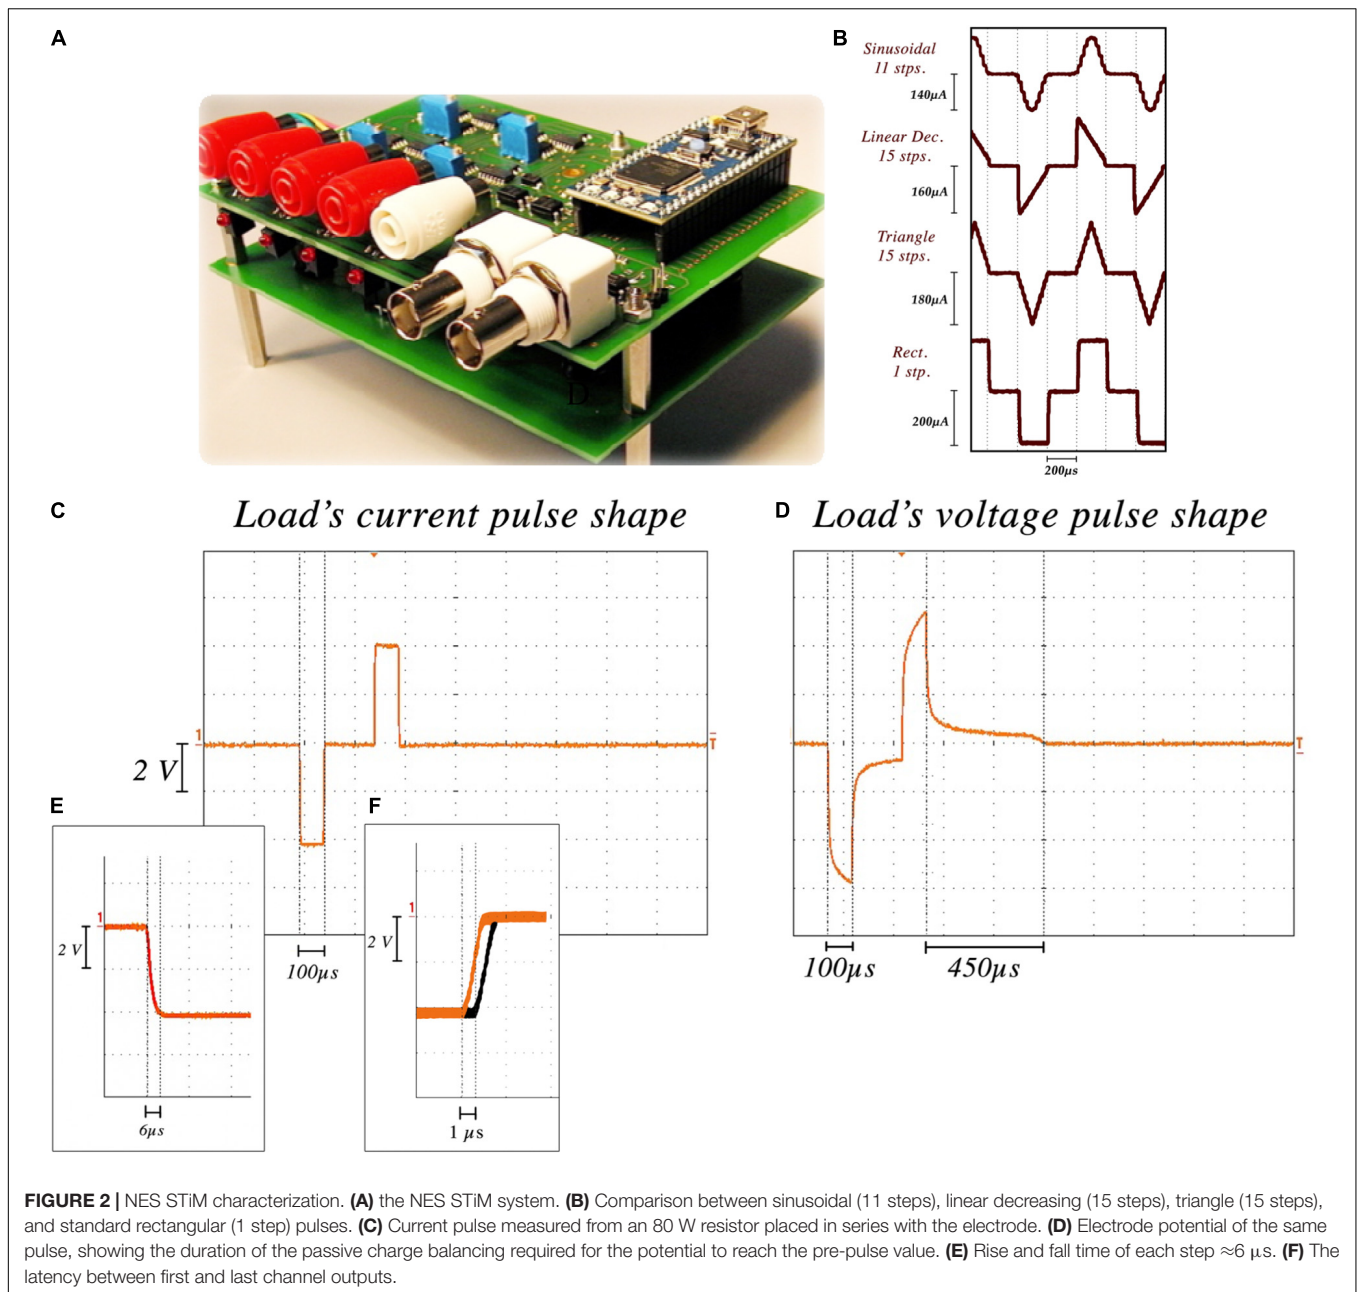 A
B
Sinusoidal
11 stps.
140µA
Linear Dec.
15 stps.
160µA
Triangle
15 stps.
180µA
Rect.
1 stp.
200µA
200µs
D
C
Load's current pulse shape
D
Load's voltage pulse shape
1
T
2 V
100µs
T
100µs
450µs
E
1
2 V
6µs
F
1
2 V
1 µs
FIGURE 2 | NES STiM characterization. (A) the NES STiM system. (B) Comparison between sinusoidal (11 steps), linear decreasing (15 steps), triangle (15 steps),
and standard rectangular (1 step) pulses. (C) Current pulse measured from an 80 W resistor placed in series with the electrode. (D) Electrode potential of the same
pulse, showing the duration of the passive charge balancing required for the potential to reach the pre-pulse value. (E) Rise and fall time of each step ≈6 µs. (F) The
latency between first and last channel outputs.